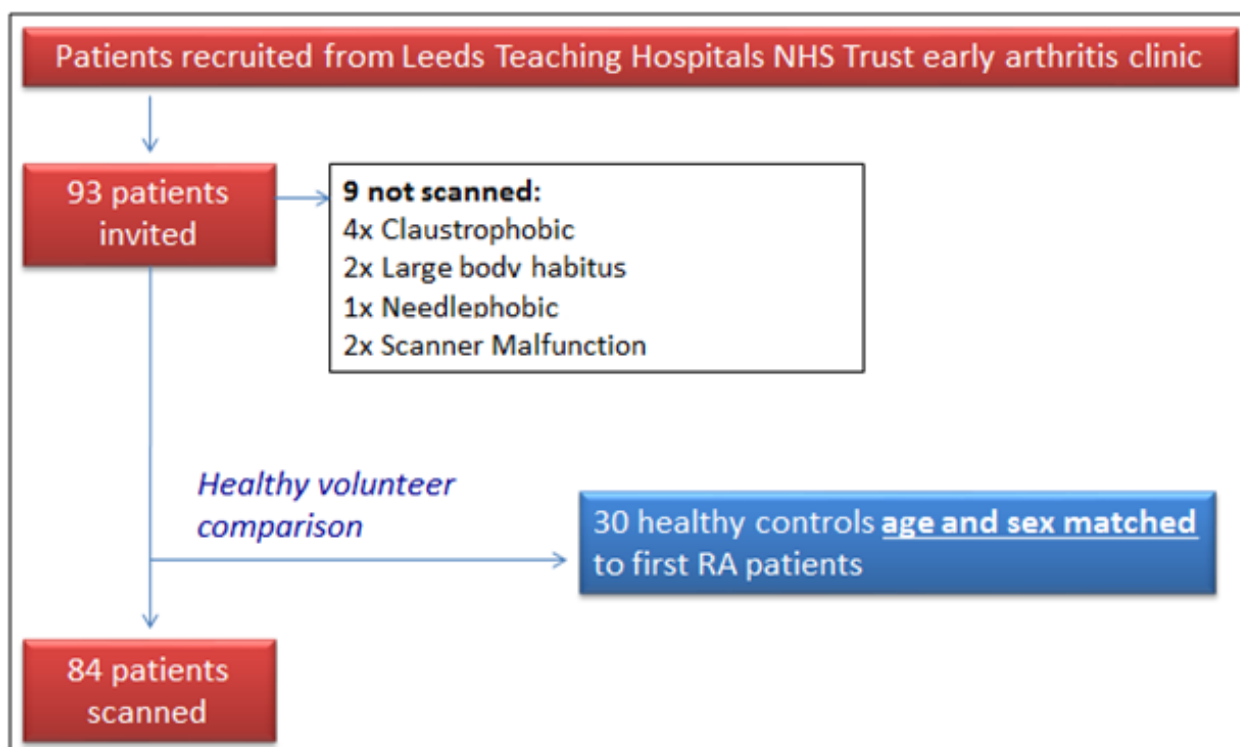 Patients recruited from Leeds Teaching Hospitals NHS Trust early arthritis clinic
93 patients
invited
9 not scanned:
4x Claustrophobic
2x Large body habitus
1x Needlephobic
2x Scanner Malfunction
Healthy volunteer
comparison
30 healthy controls age and sex matched
to first RA patients
84 patients
scanned